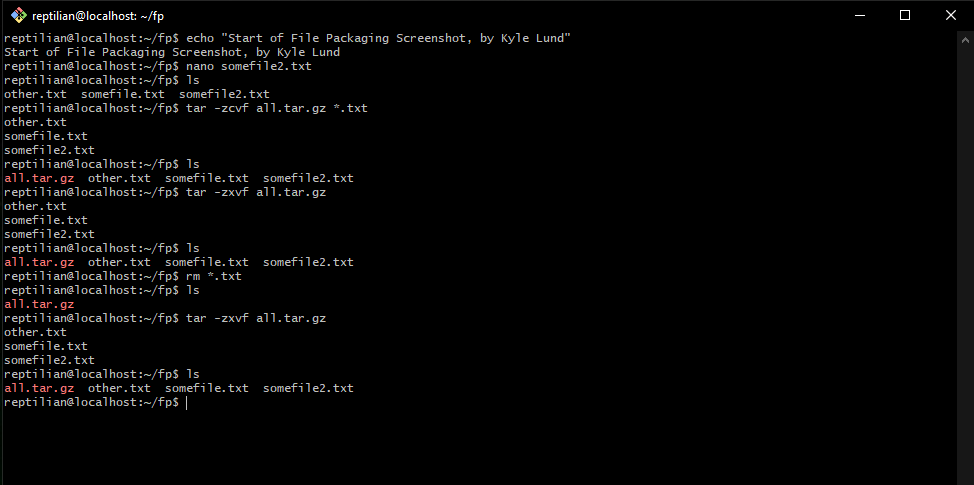 reptilian@localhost: ~/fp
reptilian@localhost:~/fp$ echo "Start of File Packaging Screenshot, by Kyle Lund"
Start of File Packaging Screenshot, by Kyle Lund
reptilian@localhost:~/fp$ nano somefile2.txt
reptilian@localhost:~/fp$ ls
other.txt  somefile.txt  somefile2.txt
reptilian@localhost:~/fp$ tar -zcvf all.tar.gz *.txt
other.txt
somefile.txt
somefile2.txt
reptilian@localhost:~/fp$ ls
all.tar.gz  other.txt  somefile.txt  somefile2.txt
reptilian@localhost:~/fp$ tar -zxvf all.tar.gz
other.txt
somefile.txt
somefile2.txt
reptilian@localhost:~/fp$ ls
all.tar.gz  other.txt  somefile.txt  somefile2.txt
reptilian@localhost:~/fp$ rm *.txt
reptilian@localhost:~/fp$ ls
all.tar.gz
reptilian@localhost:~/fp$ tar -zxvf all.tar.gz
other.txt
somefile.txt
somefile2.txt
reptilian@localhost:~/fp$ ls
all.tar.gz  other.txt  somefile.txt  somefile2.txt
reptilian@localhost:~/fp$